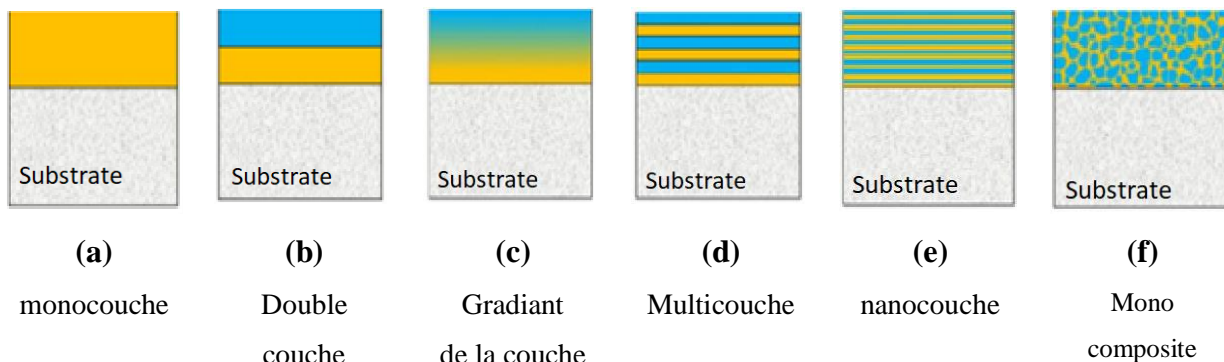 Substrate Substrate Substrate Substrate Substrate Substrate
(a) (b) (c) (d) (e) (f)
monocouche Double Gradiant Multicouche nanocouche Mono
couche de la couche composite